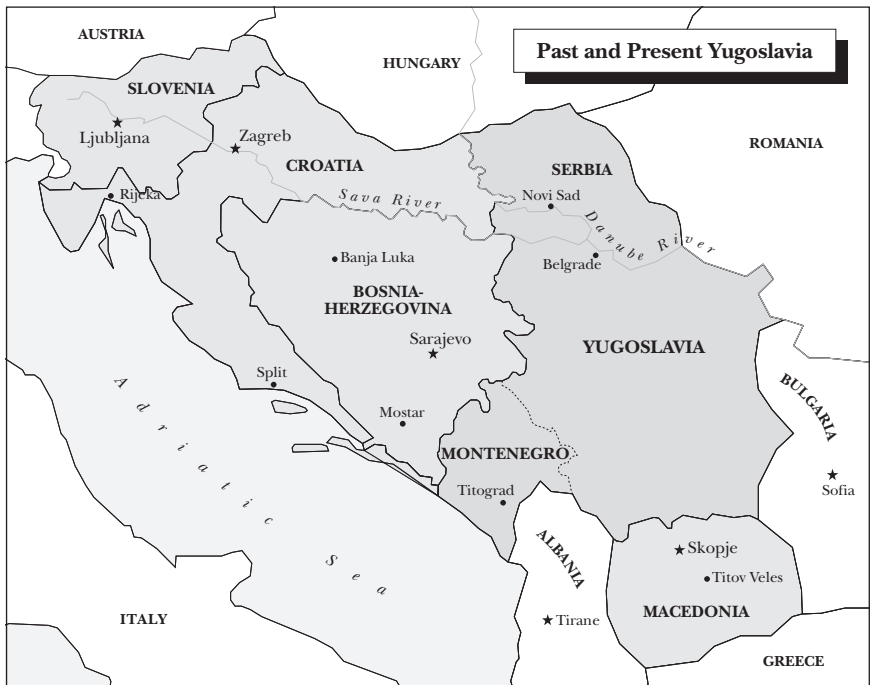 Past and Present Yugoslavia
AUSTRIA
HUNGARY
SLOVENIA
Ljubljana
Zagreb
CROATIA
ROMANIA
SERBIA
Rijeka
Sava River
Novi Sad
Danube River
Banja Luka
Belgrade
BOSNIA-
HERZEGOVINA
Sarajevo
YUGOSLAVIA
Split
Adriatic Sea
Mostar
BULGARIA
MONTENEGRO
Titograd
Sofia
ALBANIA
Skopje
Titov Veles
MACEDONIA
ITALY
Tirane
GREECE